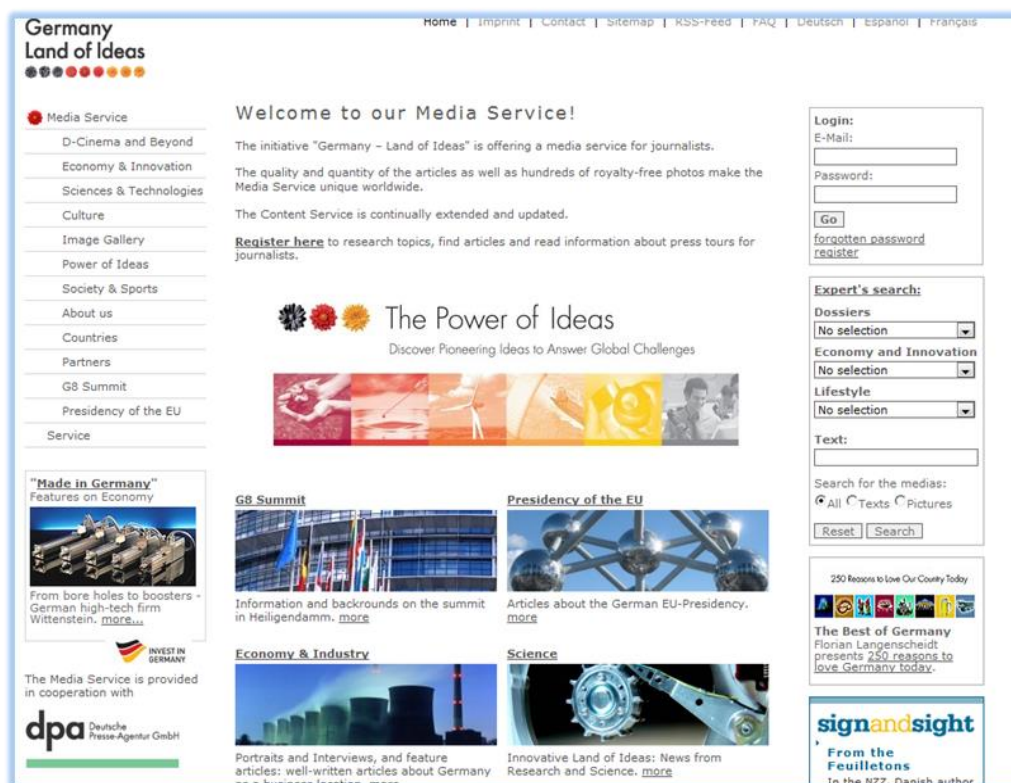 Germany
Land of Ideas
Home | Imprint | Contact | Sitemap | RSS-Feed | FAQ | Deutsch | Español | Français
Media Service
D-Cinema and Beyond
Economy & Innovation
Sciences & Technologies
Culture
Image Gallery
Power of Ideas
Society & Sports
About us
Countries
Partners
G8 Summit
Presidency of the EU
Service
"Made in Germany"
Features on Economy
From bore holes to boosters -
German high-tech firm
Wittenstein. more...
INVEST IN
GERMANY
The Media Service is provided
in cooperation with
dpa Deutsche
Presse-Agentur GmbH
Welcome to our Media Service!
The initiative "Germany – Land of Ideas" is offering a media service for journalists.
The quality and quantity of the articles as well as hundreds of royalty-free photos make the
Media Service unique worldwide.
The Content Service is continually extended and updated.
Register here to research topics, find articles and read information about press tours for
journalists.
The Power of Ideas
Discover Pioneering Ideas to Answer Global Challenges
G8 Summit
Information and backrounds on the summit
in Heiligendamm. more
Presidency of the EU
Articles about the German EU-Presidency.
more
Economy & Industry
Portraits and Interviews, and feature
articles: well-written articles about Germany
as a business location. more
Science
Innovative Land of Ideas: News from
Research and Science. more
Login:
E-Mail:
Password:
Go
forgotten password
register
Expert's search:
Dossiers
No selection
Economy and Innovation
No selection
Lifestyle
No selection
Text:
Search for the medias:
All Texts Pictures
Reset Search
250 Reasons to Love Our Country Today
The Best of Germany
Florian Langenscheidt
presents 250 reasons to
love Germany today.
signandsight
From the
Feuilletons
In the NZZ, Danish author